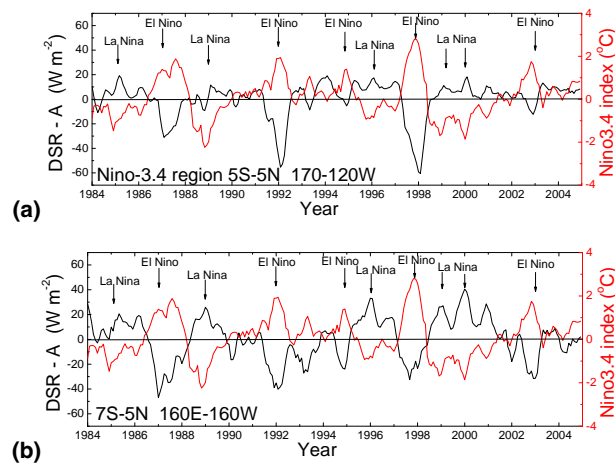 El Nino El Nino El Nino El Nino El Nino
La Nina La Nina La Nina La Nina
60 40 20 0 -20 -40 -60
DSR - A (W m-2)
4 2 0 -2 -4
Nino3.4 index (°C)
Nino-3.4 region 5S-5N 170-120W
1984 1986 1988 1990 1992 1994 1996 1998 2000 2002 2004
(a)
Year
El Nino El Nino El Nino El Nino El Nino
La Nina La Nina La Nina La Nina
60 40 20 0 -20 -40 -60
DSR - A (W m-2)
4 2 0 -2 -4
Nino3.4 index (°C)
7S-5N 160E-160W
1984 1986 1988 1990 1992 1994 1996 1998 2000 2002 2004
(b)
Year